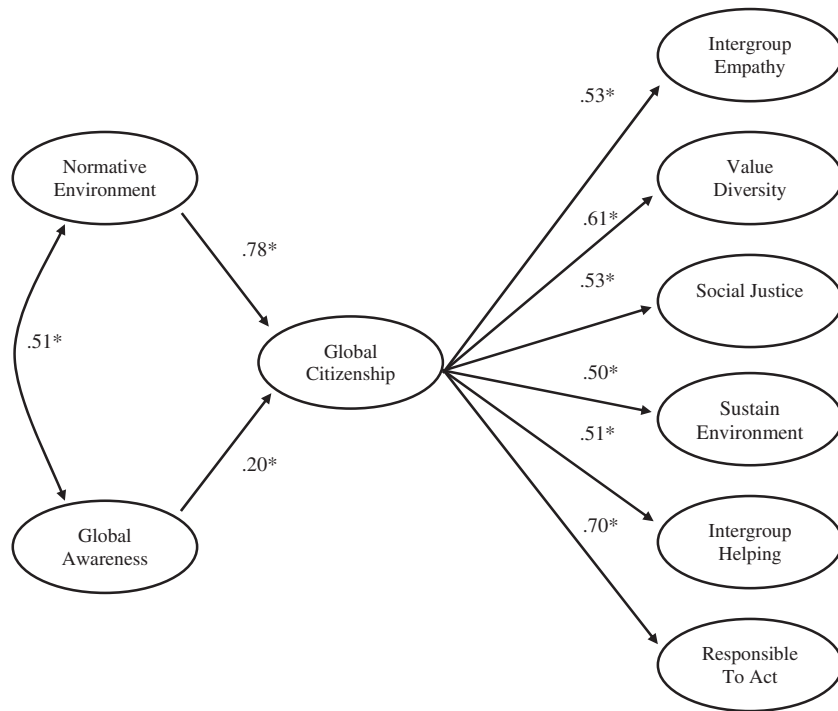 Intergroup
Empathy
.53*
Normative
Environment
Value
Diversity
.61*
.78*
.53*
Social Justice
.51*
Global
Citizenship
.50*
Sustain
Environment
.51*
.20*
.70*
Global
Awareness
Intergroup
Helping
Responsible
To Act